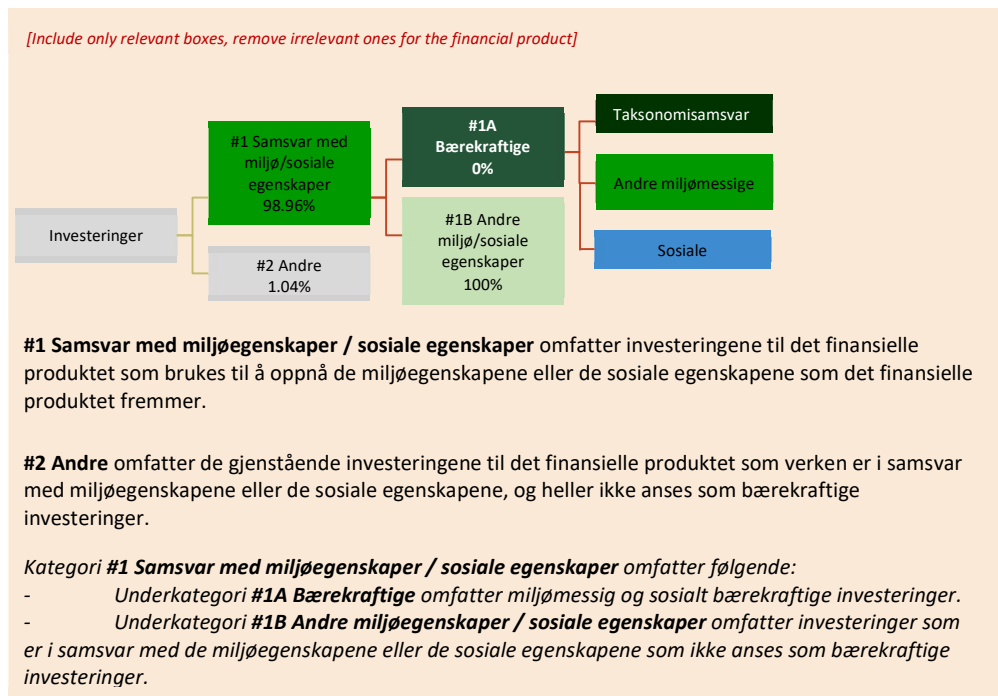 [Include only relevant boxes, remove irrelevant ones for the financial product]
Investeringer
#1 Samsvar med
miljø/sosiale
egenskaper
98.96%
#2 Andre
1.04%
#1A
Bærekraftige
0%
#1B Andre
miljø/sosiale
egenskaper
100%
Taksonomisamsvar
Andre miljømessige
Sosiale
#1 Samsvar med miljøegenskaper / sosiale egenskaper omfatter investeringene til det finansielle
produktet som brukes til å oppnå de miljøegenskapene eller de sosiale egenskapene som det finansielle
produktet fremmer.
#2 Andre omfatter de gjenstående investeringene til det finansielle produktet som verken er i samsvar
med miljøegenskapene eller de sosiale egenskapene, og heller ikke anses som bærekraftige
investeringer.
Kategori #1 Samsvar med miljøegenskaper / sosiale egenskaper omfatter følgende:
- Underkategori #1A Bærekraftige omfatter miljømessig og sosialt bærekraftige investeringer.
- Underkategori #1B Andre miljøegenskaper / sosiale egenskaper omfatter investeringer som
er i samsvar med de miljøegenskapene eller de sosiale egenskapene som ikke anses som bærekraftige
investeringer.